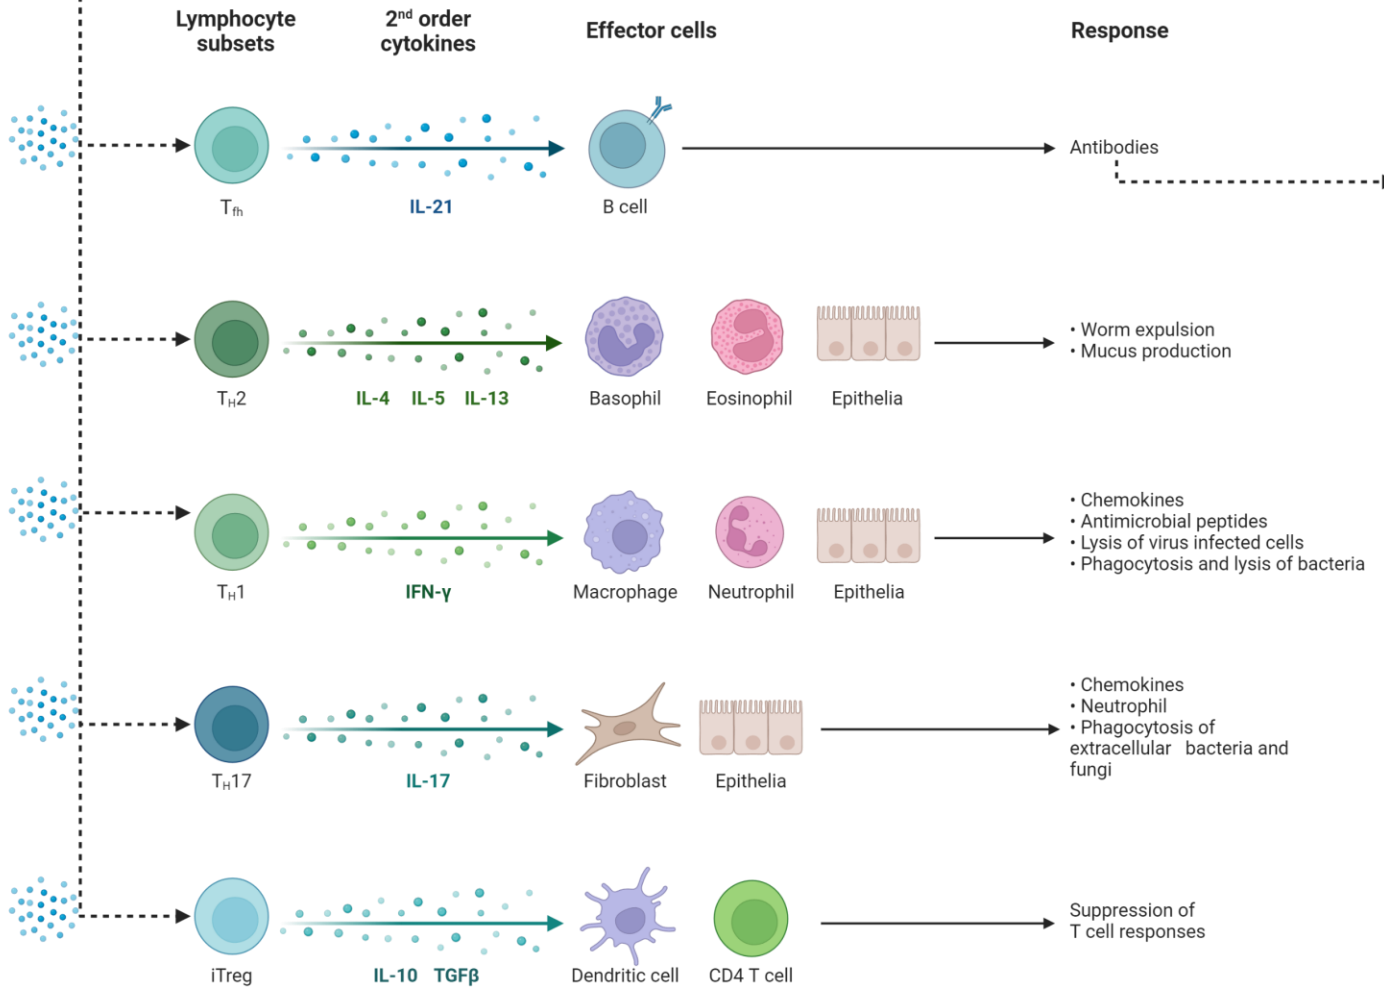 Lymphocyte
subsets
2nd order
cytokines
Effector cells
Response
Tfh
IL-21
B cell
Antibodies
TH2
IL-4 IL-5 IL-13
Basophil
Eosinophil
Epithelia
• Worm expulsion
• Mucus production
TH1
IFN-γ
Macrophage
Neutrophil
Epithelia
• Chemokines
• Antimicrobial peptides
• Lysis of virus infected cells
• Phagocytosis and lysis of bacteria
TH17
IL-17
Fibroblast
Epithelia
• Chemokines
• Neutrophil
• Phagocytosis of
extracellular bacteria and
fungi
iTreg
IL-10 TGFβ
Dendritic cell
CD4 T cell
Suppression of
T cell responses